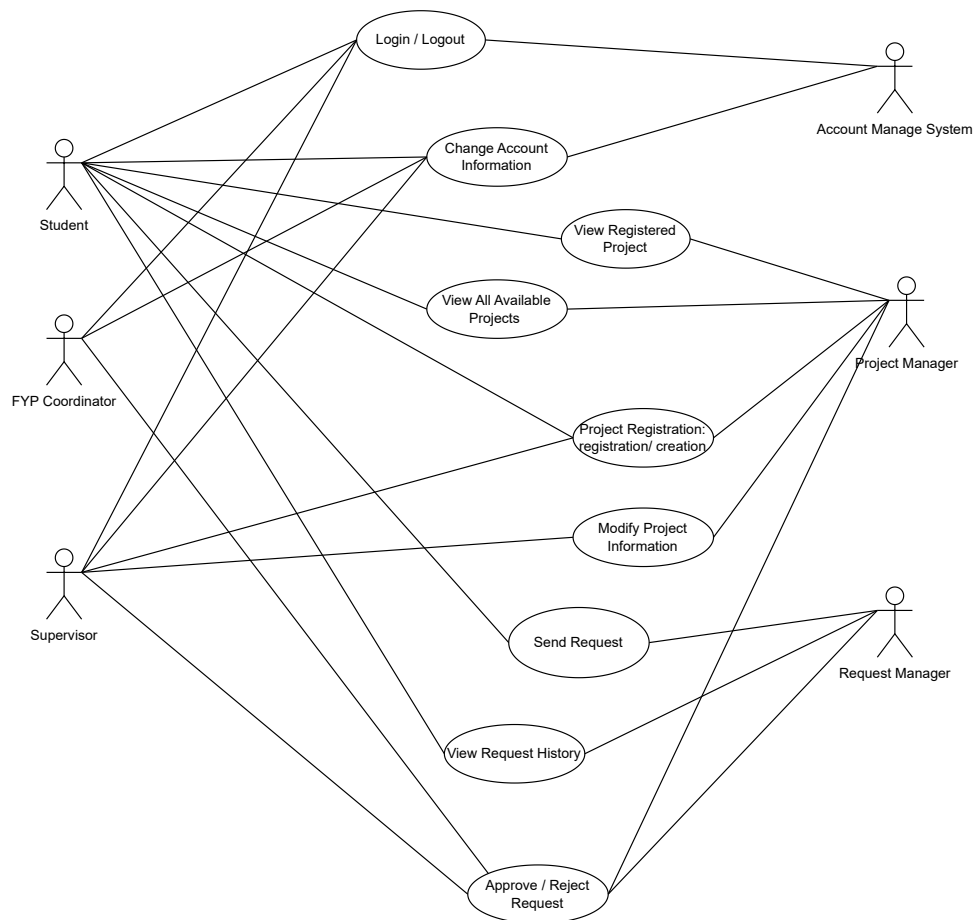 Login / Logout
Account Manage System
Change Account
Information
Student
View Registered
Project
View All Available
Projects
Project Manager
FYP Coordinator
Project Registration:
registration/ creation
Modify Project
Information
Supervisor
Send Request
Request Manager
View Request History
Approve / Reject
Request